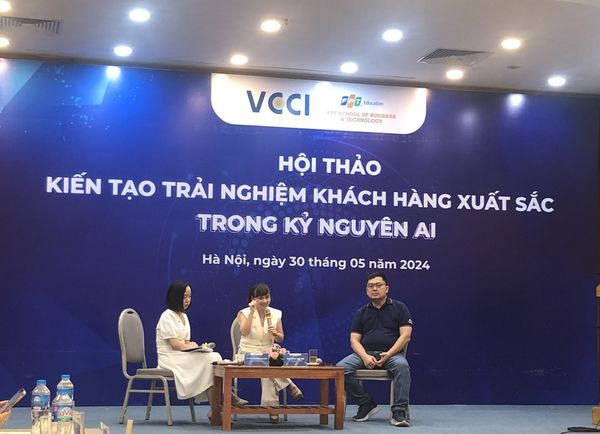 VCCI
FPT Education
FPT SCHOOL OF BUSINESS
& TECHNOLOGY
HỘI THẢO
KIẾN TẠO TRẢI NGHIỆM KHÁCH HÀNG XUẤT SẮC
TRONG KỶ NGUYÊN AI
Hà Nội, ngày 30 tháng 05 năm 2024